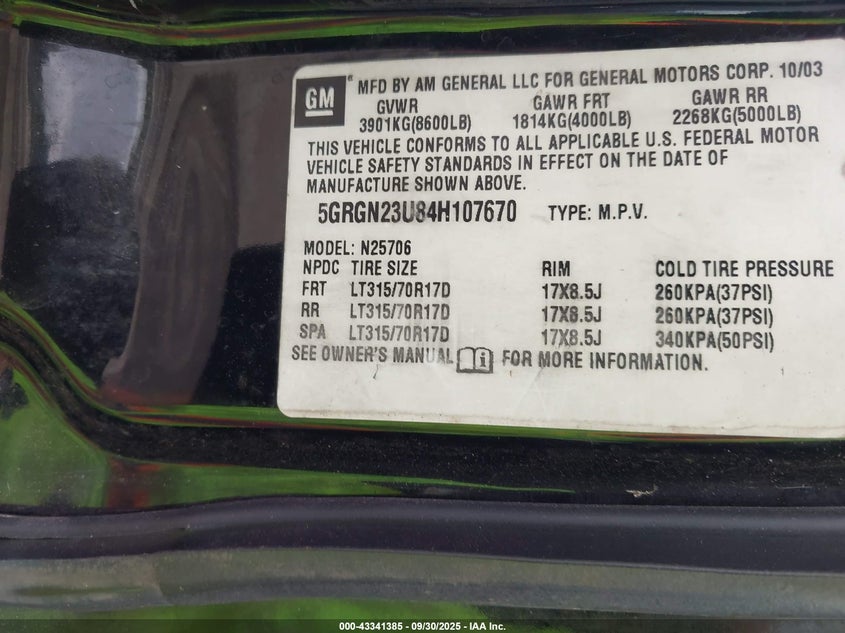 GM ® MFD BY AM GENERAL LLC FOR GENERAL MOTORS CORP. 10/03
GVWR GAWR FRT GAWR RR
3901KG(8600LB) 1814KG(4000LB) 2268KG(5000LB)
THIS VEHICLE CONFORMS TO ALL APPLICABLE U.S. FEDERAL MOTOR
VEHICLE SAFETY STANDARDS IN EFFECT ON THE DATE OF
MANUFACTURE SHOWN ABOVE.
5GRGN23U84H107670 TYPE: M.P.V.
MODEL: N25706
NPDC TIRE SIZE RIM COLD TIRE PRESSURE
FRT LT315/70R17D 17X8.5J 260KPA(37PSI)
RR LT315/70R17D 17X8.5J 260KPA(37PSI)
SPA LT315/70R17D 17X8.5J 340KPA(50PSI)
SEE OWNER'S MANUAL i FOR MORE INFORMATION.
000-43341385 - 09/30/2025 - IAA Inc.